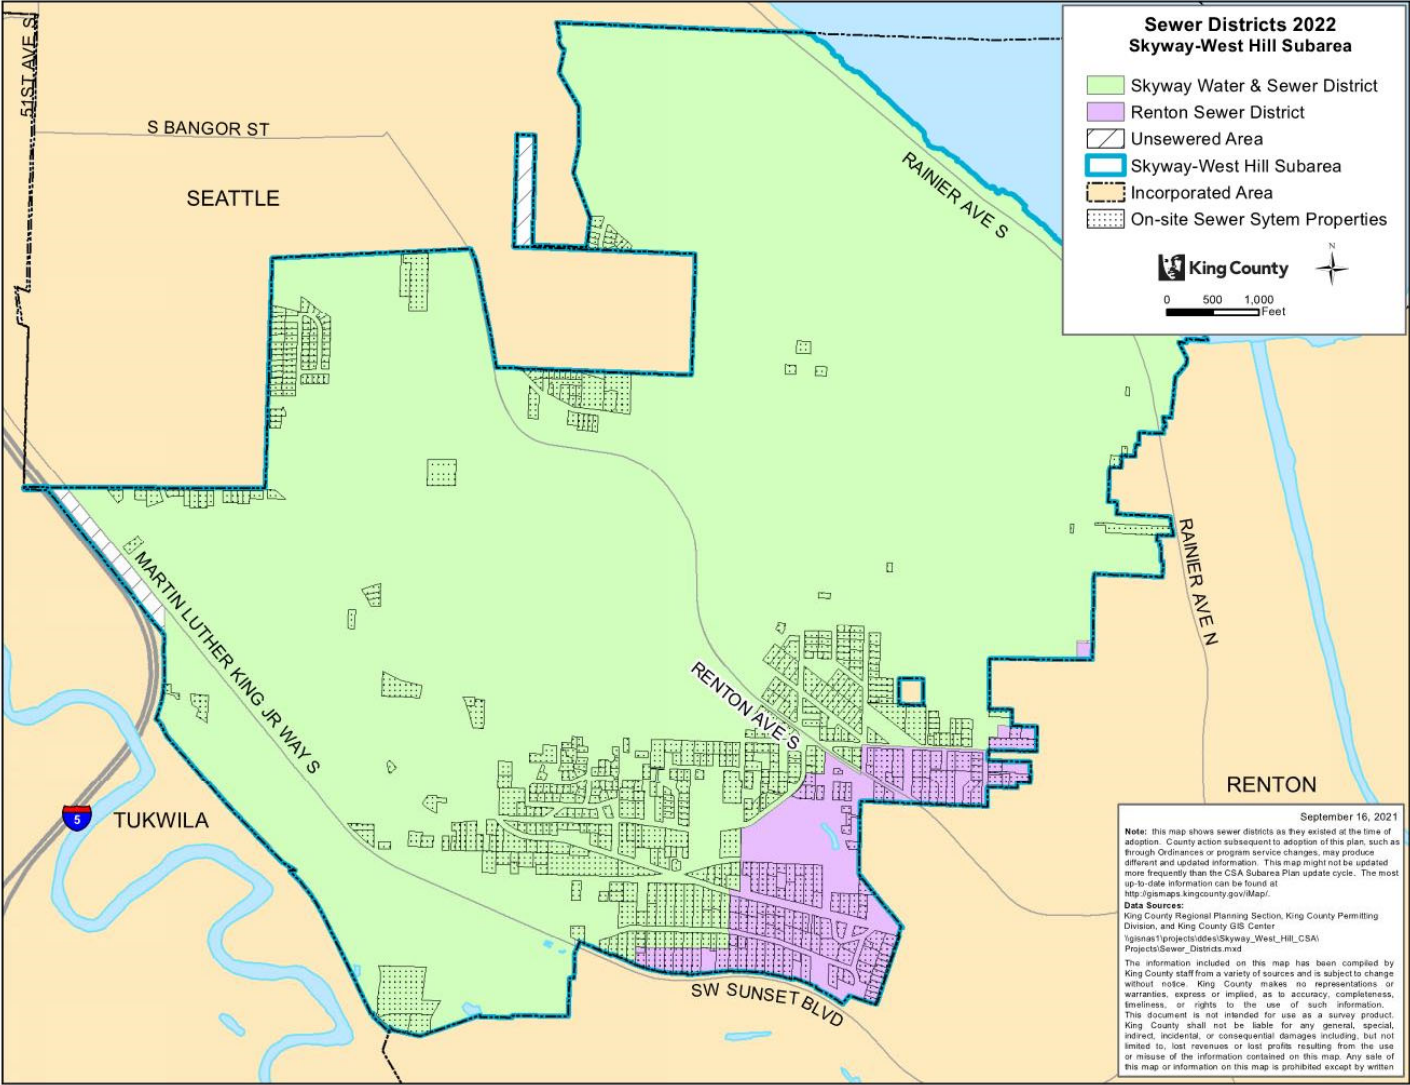 Sewer Districts 2022
Skyway-West Hill Subarea
Skyway Water & Sewer District
Renton Sewer District
Unsewered Area
Skyway-West Hill Subarea
Incorporated Area
On-site Sewer Sytem Properties
King County
N
0 500 1,000
Feet
51ST AVE S
S BANGOR ST
SEATTLE
RAINIER AVE S
RAINIER AVE N
MARTIN LUTHER KING JR WAY S
RENTON AVE S
RENTON
5
TUKWILA
SW SUNSET BLVD
September 16, 2021
Note: this map shows sewer districts as they existed at the time of
adoption. County action subsequent to adoption of this plan, such as
through Ordinances or program service changes, may produce
different and updated information. This map might not be updated
more frequently than the CSA Subarea Plan update cycle. The most
up-to-date information can be found at
http://gismaps.kingcounty.gov/iMap/.
Data Sources:
King County Regional Planning Section, King County Permitting
Division, and King County GIS Center
\\gisnas1\projects\ddes\Skyway_West_Hill_CSA\
Projects\Sewer_Districts.mxd
The information included on this map has been compiled by
King County staff from a variety of sources and is subject to change
without notice. King County makes no representations or
warranties, express or implied, as to accuracy, completeness,
timeliness, or rights to the use of such information.
This document is not intended for use as a survey product.
King County shall not be liable for any general, special,
indirect, incidental, or consequential damages including, but not
limited to, lost revenues or lost profits resulting from the use
or misuse of the information contained on this map. Any sale of
this map or information on this map is prohibited except by written